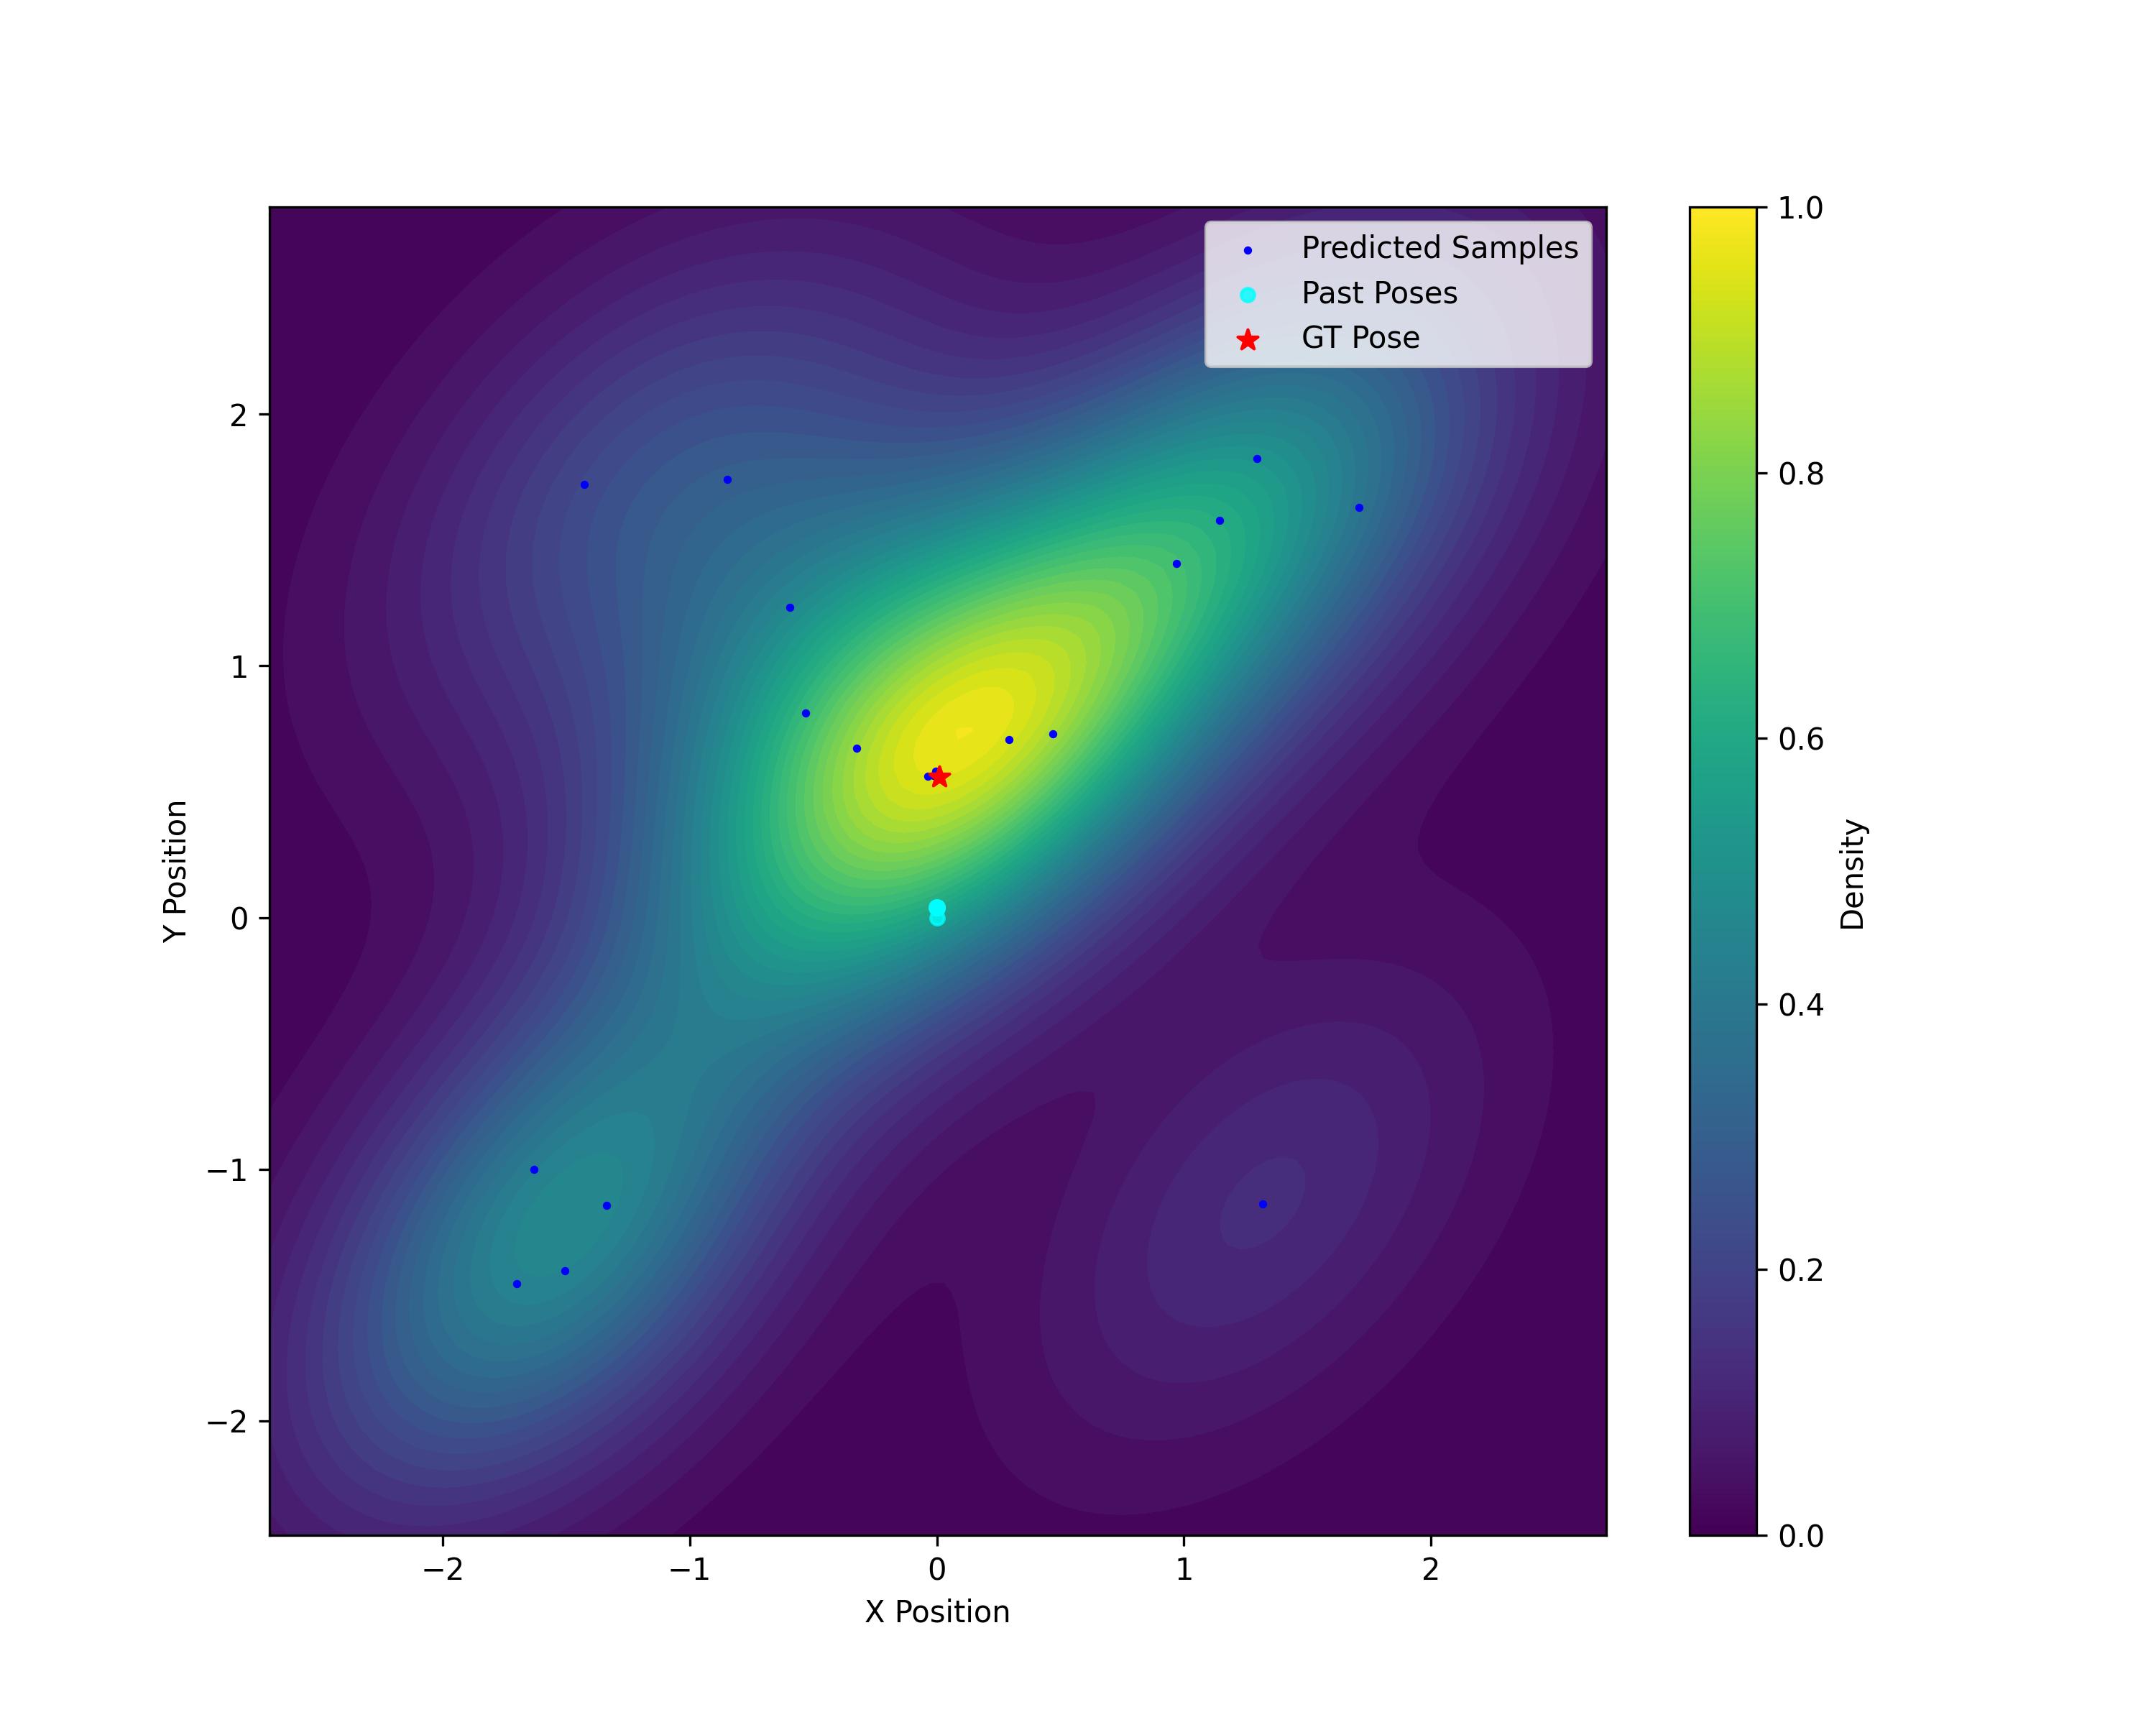 Predicted Samples
Past Poses
GT Pose
1.0
0.8
0.6
0.4
0.2
0.0
Density
2
1
0
−1
−2
Y Position
−2
−1
0
1
2
X Position